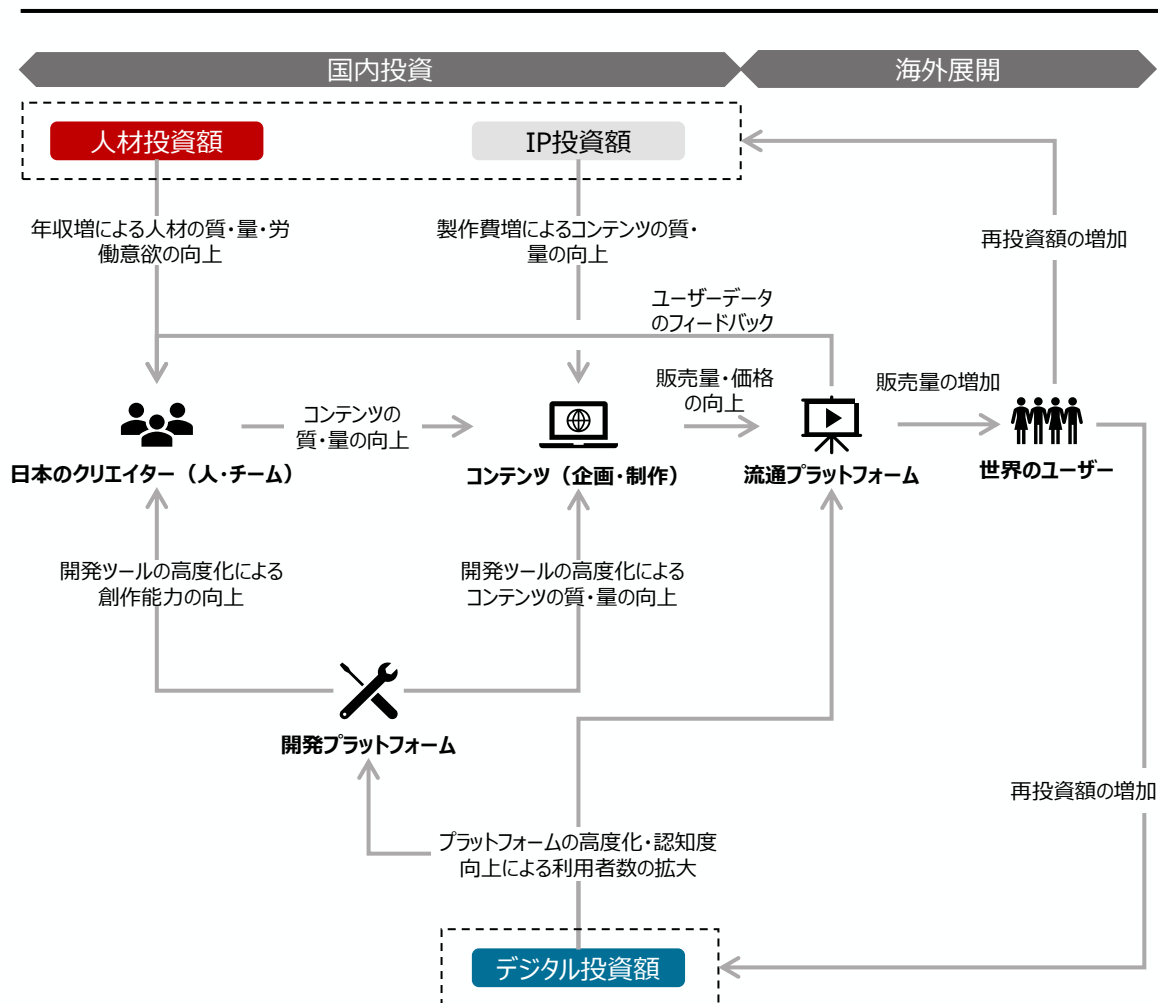 国内投資
海外展開
人材投資額
IP投資額
年収増による人材の質・量・労
働意欲の向上
製作費増によるコンテンツの質・
量の向上
再投資額の増加
ユーザーデータ
のフィードバック
販売量・価格
の向上
販売量の増加
コンテンツの
質・量の向上
日本のクリエイター（人・チーム）
コンテンツ（企画・制作）
流通プラットフォーム
世界のユーザー
開発ツールの高度化による
創作能力の向上
開発ツールの高度化による
コンテンツの質・量の向上
開発プラットフォーム
再投資額の増加
プラットフォームの高度化・認知度
向上による利用者数の拡大
デジタル投資額